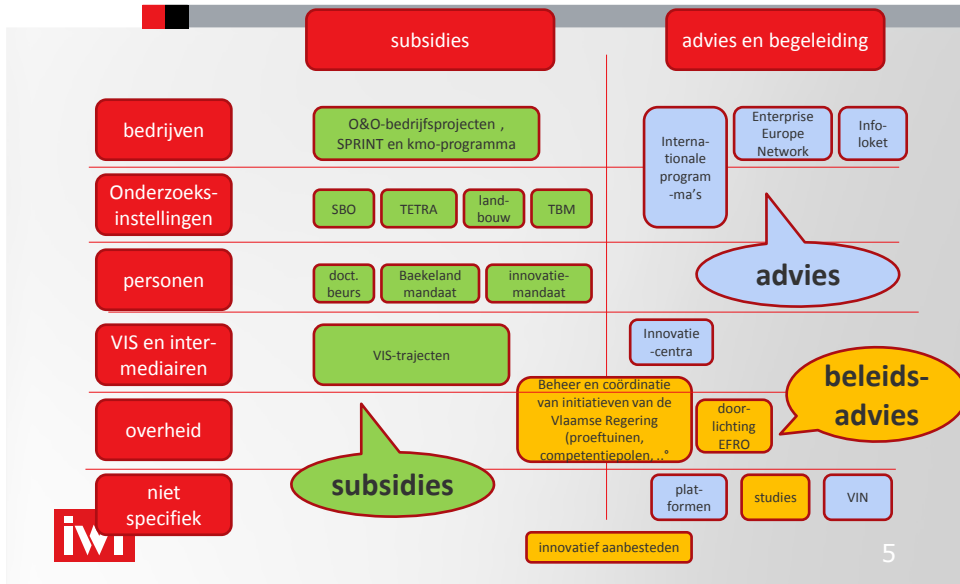 subsidies
advies en begeleiding
bedrijven
O&O-bedrijfsprojecten ,
SPRINT en kmo-programma
Interna-
tionale
program
-ma's
Enterprise
Europe
Network
Info-
loket
Onderzoeks-
instellingen
SBO
TETRA
land-
bouw
TBM
personen
doct.
beurs
Baekeland
mandaat
innovatie-
mandaat
advies
VIS en inter-
mediairen
VIS-trajecten
Innovatie
-centra
beleids-
advies
overheid
Beheer en coördinatie
van initiatieven van de
Vlaamse Regering
(proeftuinen,
competentiepolen, ..°
door-
lichting
EFRO
subsidies
niet
specifiek
plat-
formen
studies
VIN
iwt
innovatief aanbesteden
5